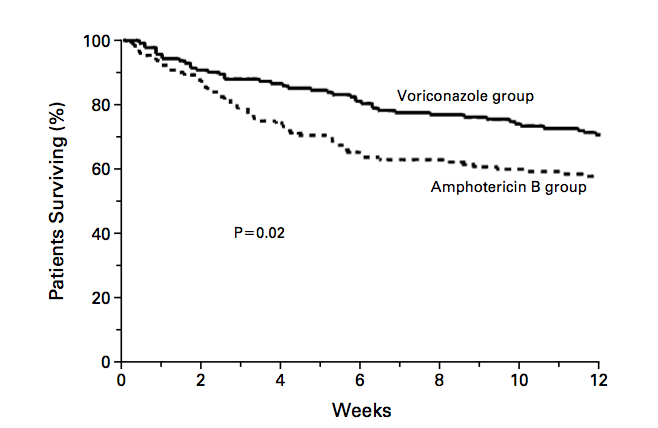 Patients Surviving (%)
100
80
60
40
20
0
Voriconazole group
Amphotericin B group
P=0.02
0 2 4 6 8 10 12
Weeks